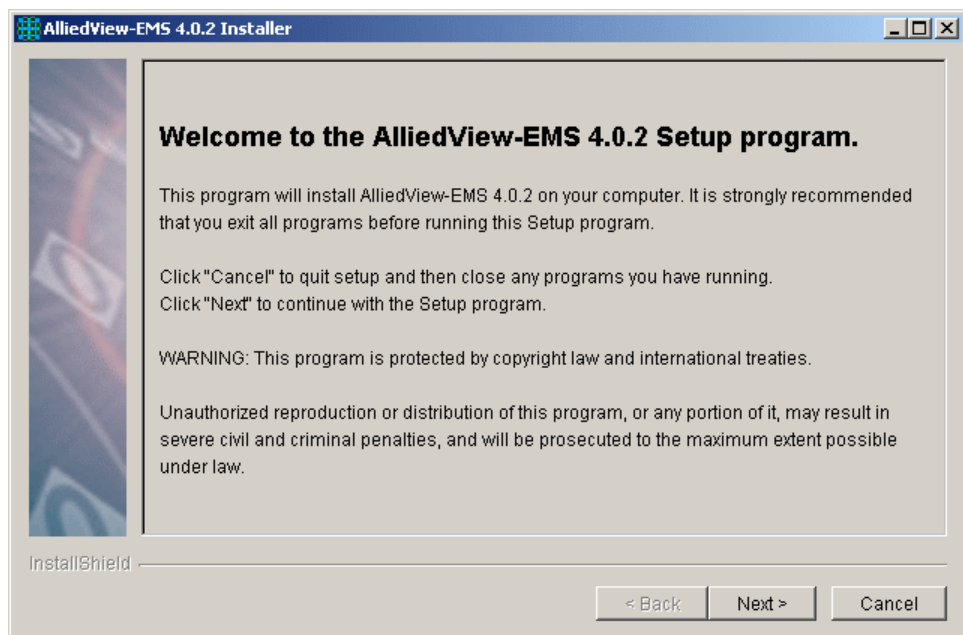 AlliedView-EMS 4.0.2 Installer
Welcome to the AlliedView-EMS 4.0.2 Setup program.
This program will install AlliedView-EMS 4.0.2 on your computer. It is strongly recommended
that you exit all programs before running this Setup program.
Click "Cancel" to quit setup and then close any programs you have running.
Click "Next" to continue with the Setup program.
WARNING: This program is protected by copyright law and international treaties.
Unauthorized reproduction or distribution of this program, or any portion of it, may result in
severe civil and criminal penalties, and will be prosecuted to the maximum extent possible
under law.
InstallShield
< Back
Next >
Cancel